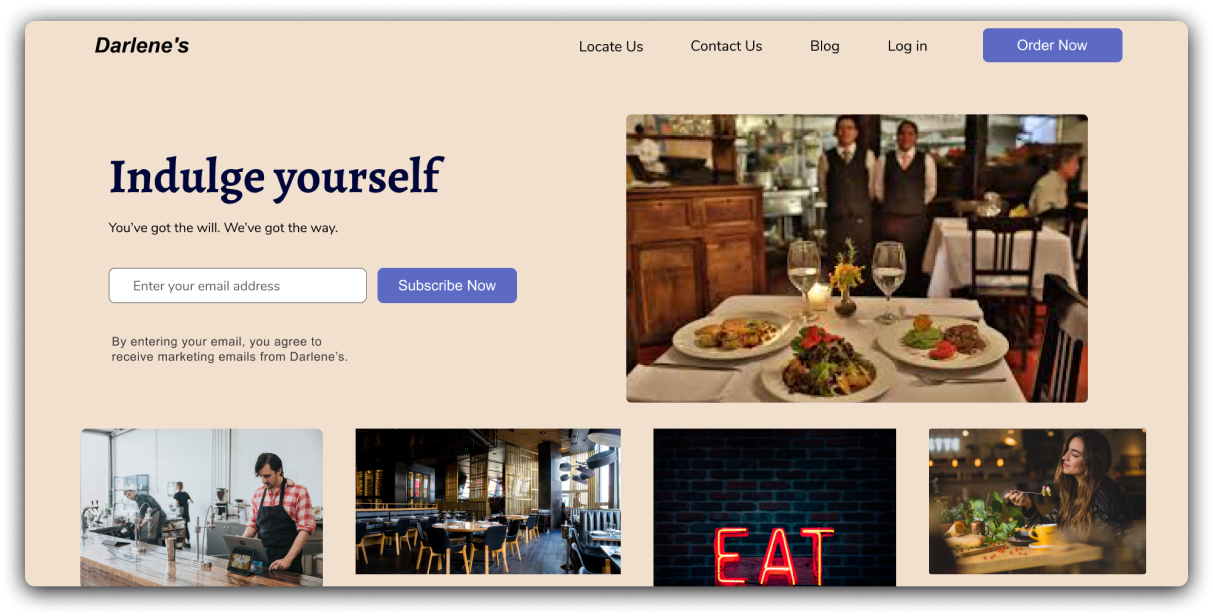 Darlene's
Locate Us
Contact Us
Blog
Log in
Order Now
Indulge yourself
You’ve got the will. We’ve got the way.
Enter your email address
Subscribe Now
By entering your email, you agree to
receive marketing emails from Darlene’s.
EAT